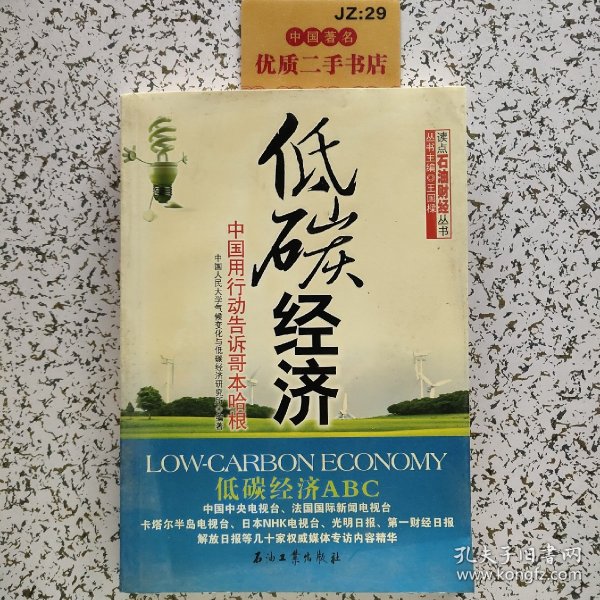 JZ:29
中国著名
优质二手书店
读点石油财经丛书
丛书主编◎王国樑
低碳经济
中国用行动告诉哥本哈根
中国人民大学气候变化与低碳经济研究所 编著
LOW-CARBON ECONOMY
低碳经济ABC
中国中央电视台、法国国际新闻电视台
卡塔尔半岛电视台、日本NHK电视台、光明日报、第一财经日报
解放日报等几十家权威媒体专访内容精华
石油工业出版社
孔夫子旧书网
www.kongfz.com